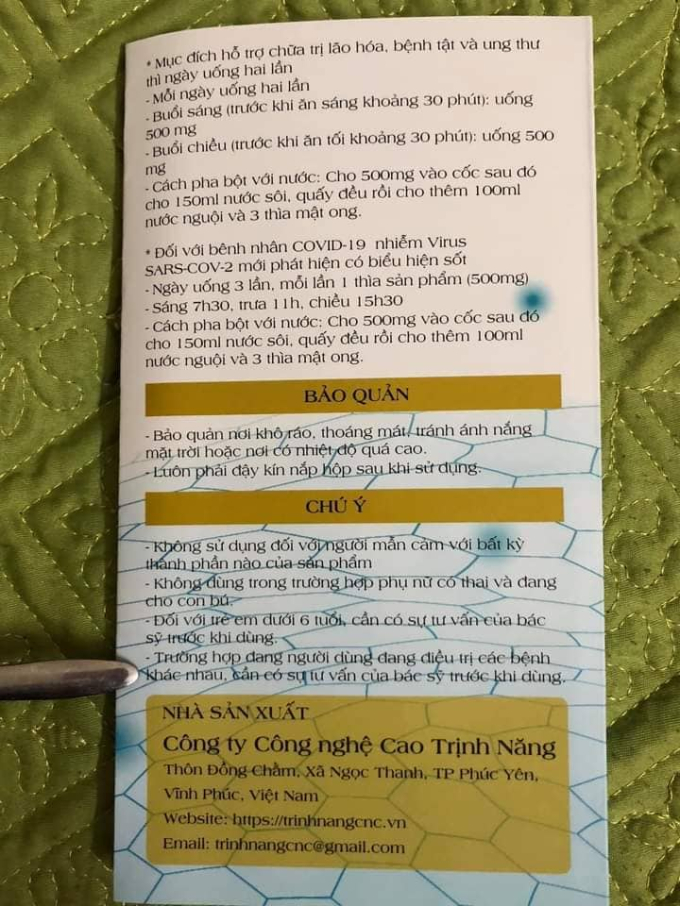 * Mục đích hỗ trợ chữa trị lão hóa, bệnh tật và ung thư
thì ngày uống hai lần
- Mỗi ngày uống hai lần
- Buổi sáng (trước khi ăn sáng khoảng 30 phút): uống
500 mg
- Buổi chiều (trước khi ăn tối khoảng 30 phút): uống 500
mg
- Cách pha bột với nước: Cho 500mg vào cốc sau đó
cho 150ml nước sôi, quấy đều rồi cho thêm 100ml
nước nguội và 3 thìa mật ong.
* Đối với bênh nhân COVID-19 nhiễm Virus
SARS-COV-2 mới phát hiện có biểu hiện sốt
- Ngày uống 3 lần, mỗi lần 1 thìa sản phẩm (500mg)
- Sáng 7h30, trưa 11h, chiều 15h30
- Cách pha bột với nước: Cho 500mg vào cốc sau đó
cho 150ml nước sôi, quấy đều rồi cho thêm 100ml
nước nguội và 3 thìa mật ong.
BẢO QUẢN
- Bảo quản nơi khô ráo, thoáng mát, tránh ánh nắng
mặt trời hoặc nơi có nhiệt độ quá cao.
- Luôn phải đậy kín nắp hộp sau khi sử dụng.
CHÚ Ý
- Không sử dụng đối với người mẫn cảm với bất kỳ
thành phần nào của sản phẩm
- Không dùng trong trường hợp phụ nữ có thai và đang
cho con bú.
- Đối với trẻ em dưới 6 tuổi, cần có sự tư vấn của bác
sỹ trước khi dùng.
- Trường hợp đang người dùng đang điều trị các bệnh
khác nhau, cần có sự tư vấn của bác sỹ trước khi dùng.
NHÀ SẢN XUẤT
Công ty Công nghệ Cao Trịnh Năng
Thôn Đồng Chằm, Xã Ngọc Thanh, TP Phúc Yên,
Vĩnh Phúc, Việt Nam
Website: https://trinhnangcnc.vn
Email: trinhnangcnc@gmail.com